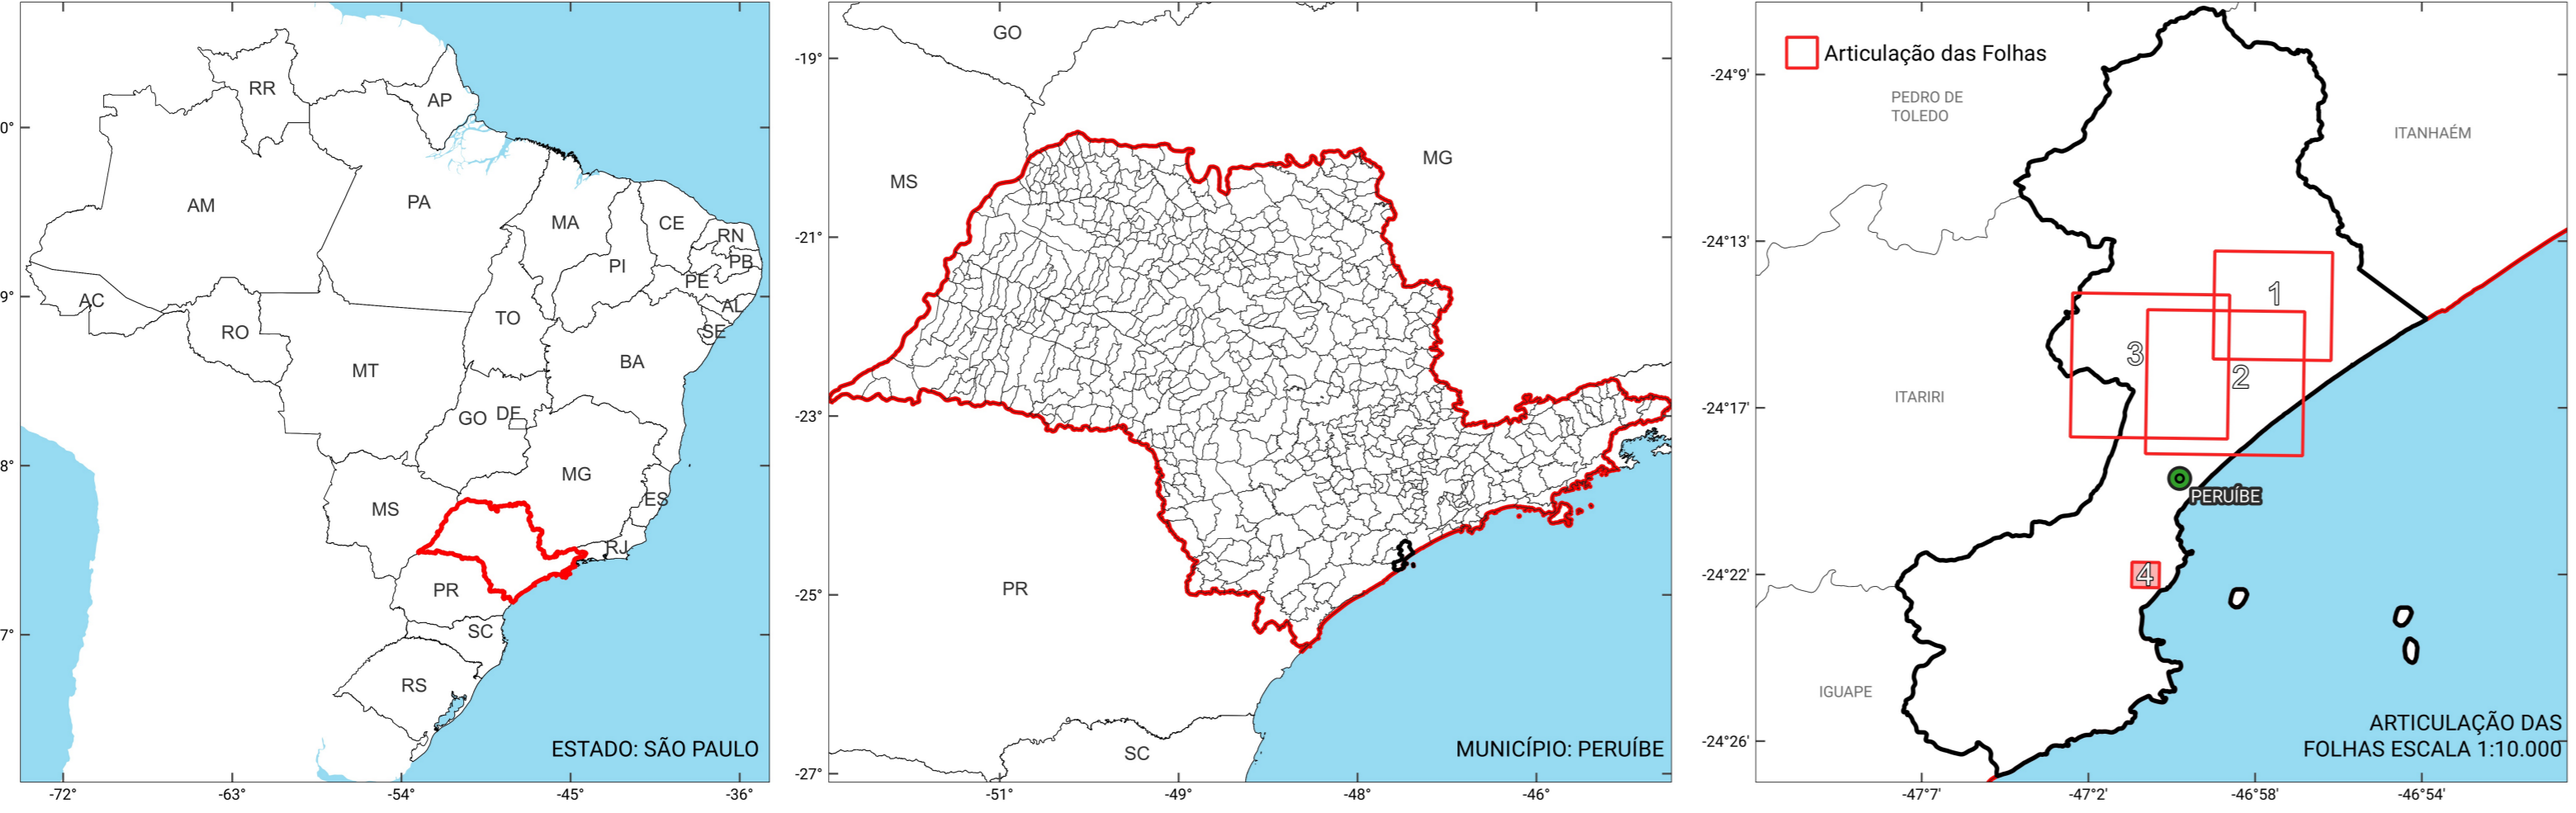 RR
AP
0°
AM
PA
MA
CE
RN
PB
PI
PE
AC
9°
AL
RO
TO
SE
MT
BA
GO
DF
8°
MG
MS
ES
RJ
PR
7°
SC
RS
ESTADO: SÃO PAULO
-72°
-63°
-54°
-45°
-36°
GO
-19°
MG
MS
-21°
-23°
PR
-25°
SC
MUNICÍPIO: PERUÍBE
-27°
-51°
-49°
-48°
-46°
Articulação das Folhas
-24°9'
PEDRO DE
TOLEDO
ITANHAÉM
-24°13'
1
3
2
ITARIRI
-24°17'
PERUÍBE
4
-24°22'
IGUAPE
ARTICULAÇÃO DAS
FOLHAS ESCALA 1:10.000
-24°26'
-47°7'
-47°2'
-46°58'
-46°54'